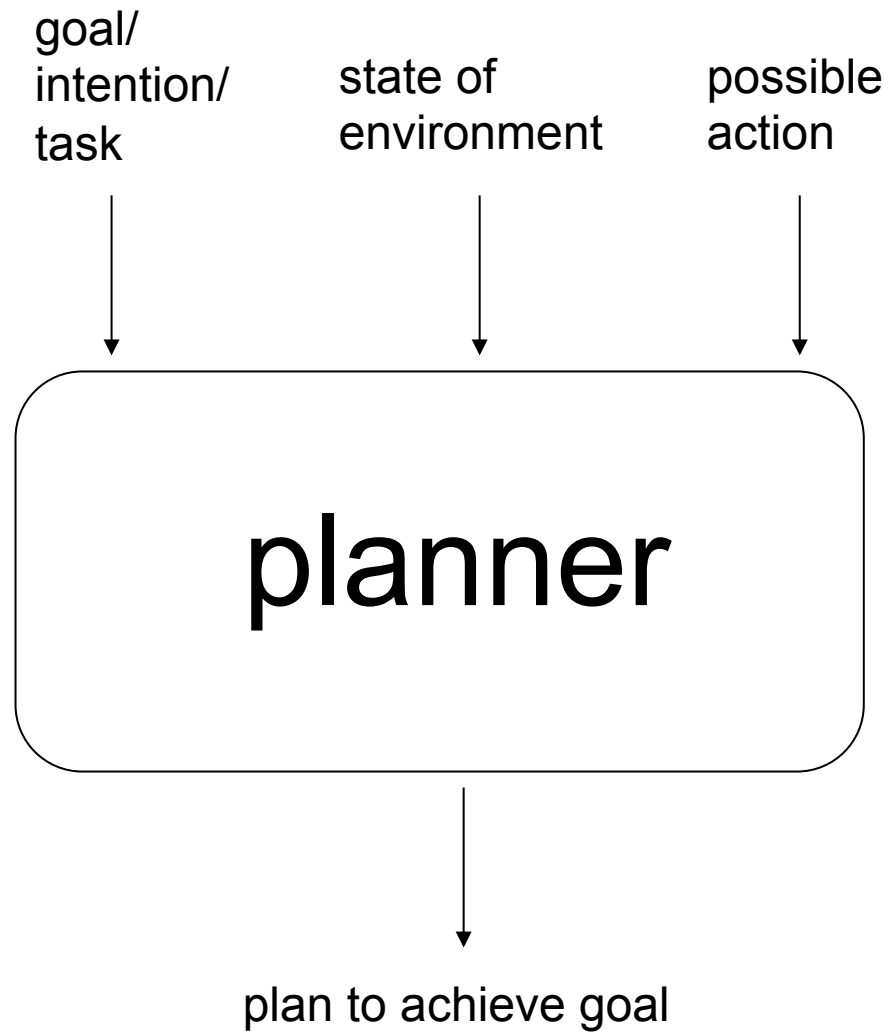 goal/
intention/
task
state of
environment
possible
action
planner
plan to achieve goal